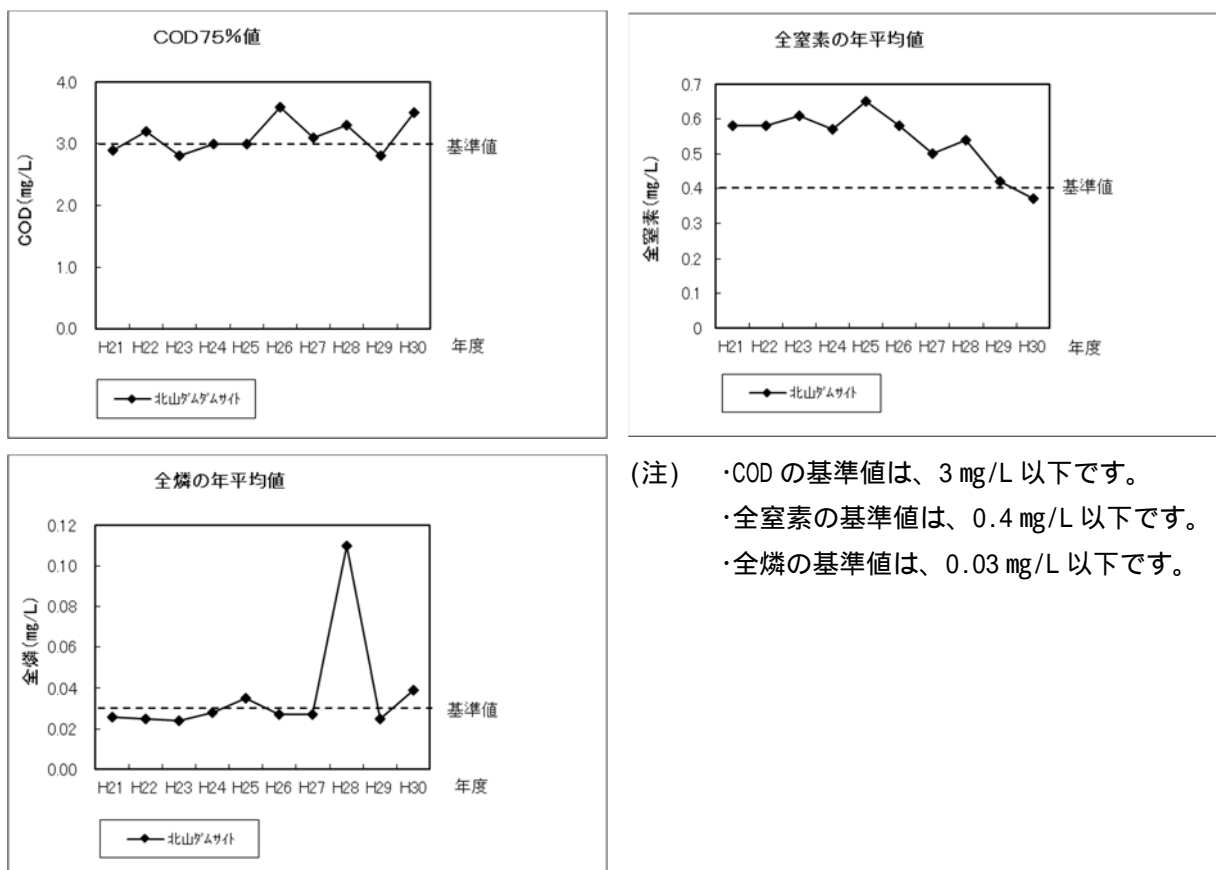 COD75%値
4.0
3.0
2.0
1.0
0.0
COD(mg/L)
基準値
H21 H22 H23 H24 H25 H26 H27 H28 H29 H30 年度
北山ダムダムサイト
全窒素の年平均値
0.7
0.6
0.5
0.4
0.3
0.2
0.1
0
全窒素(mg/L)
基準値
H21 H22 H23 H24 H25 H26 H27 H28 H29 H30 年度
北山ダムサイト
全燐の年平均値
0.12
0.10
0.08
0.06
0.04
0.02
0.00
全燐(mg/L)
基準値
H21 H22 H23 H24 H25 H26 H27 H28 H29 H30 年度
北山ダムサイト
(注) ・COD の基準値は、3 ㎎/L 以下です。
・全窒素の基準値は、0.4 ㎎/L 以下です。
・全燐の基準値は、0.03 ㎎/L 以下です。